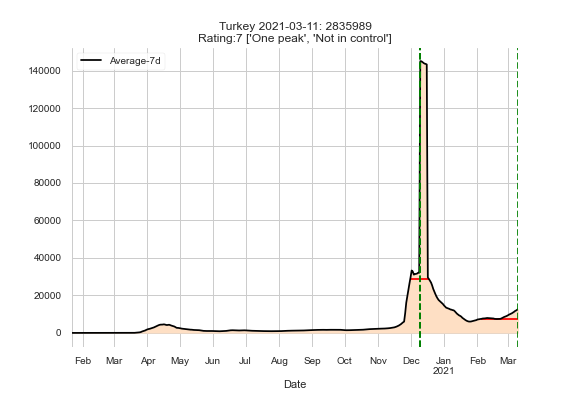 Turkey 2021-03-11: 2835989
Rating:7 ['One peak', 'Not in control']
Average-7d
140000
120000
100000
80000
60000
40000
20000
0
Feb Mar Apr May Jun Jul Aug Sep Oct Nov Dec Jan Feb Mar
2021
Date